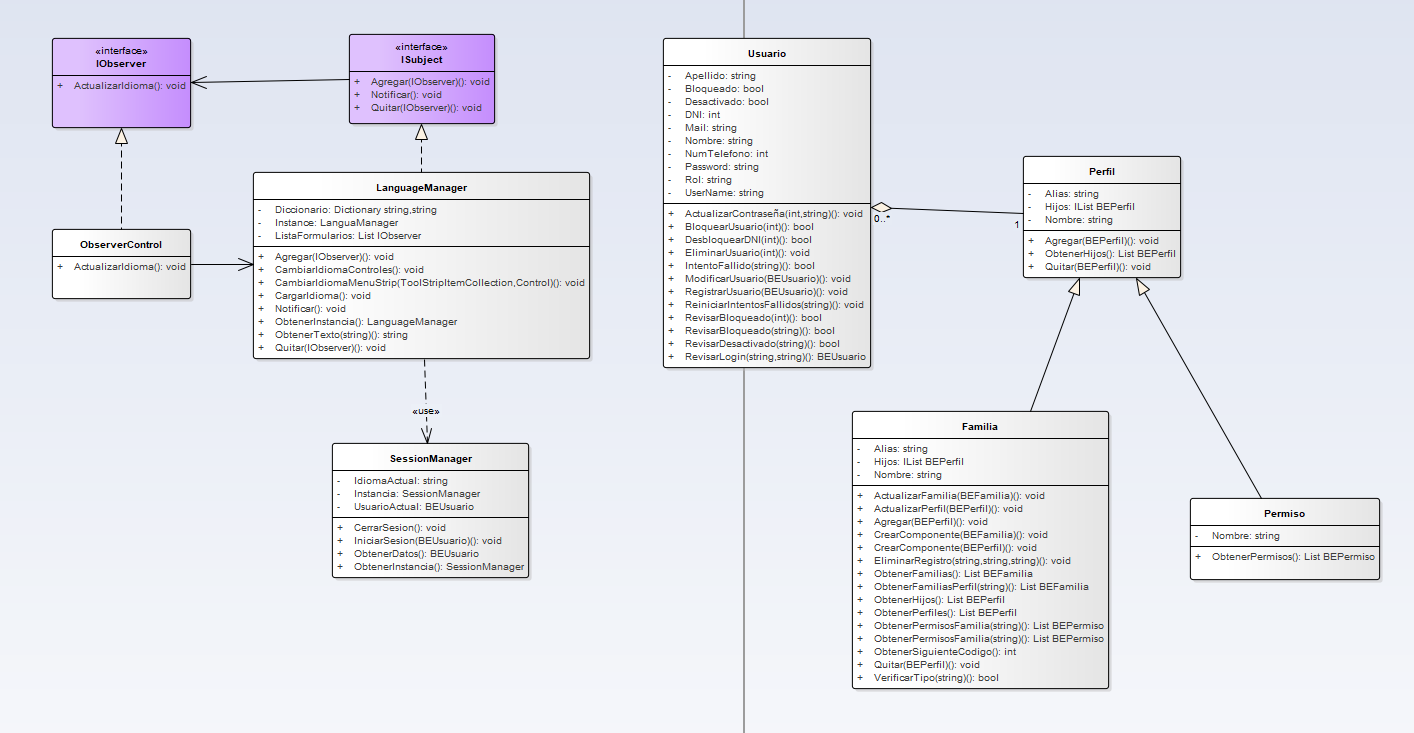 «interface»
IObserver
+ ActualizarIdioma(): void
«interface»
ISubject
+ Agregar(IObserver)(): void
+ Notificar(): void
+ Quitar(IObserver)(): void
LanguageManager
- Diccionario: Dictionary string,string
- Instance: LanguaManager
- ListaFormularios: List IObserver
+ Agregar(IObserver)(): void
+ CambiarIdiomaControles(): void
+ CambiarIdiomaMenuStrip(ToolStripItemCollection,Control)(): void
+ CargarIdioma(): void
+ Notificar(): void
+ ObtenerInstancia(): LanguageManager
+ ObtenerTexto(string)(): string
+ Quitar(IObserver)(): void
ObserverControl
+ ActualizarIdioma(): void
«use»
SessionManager
- IdiomaActual: string
- Instancia: SessionManager
- UsuarioActual: BEUsuario
+ CerrarSesion(): void
+ IniciarSesion(BEUsuario)(): void
+ ObtenerDatos(): BEUsuario
+ ObtenerInstancia(): SessionManager
Usuario
- Apellido: string
- Bloqueado: bool
- Desactivado: bool
- DNI: int
- Mail: string
- Nombre: string
- NumTelefono: int
- Password: string
- Rol: string
- UserName: string
+ ActualizarContraseña(int,string)(): void
+ BloquearUsuario(int)(): bool
+ DesbloquearDNI(int)(): bool
+ EliminarUsuario(int)(): void
+ IntentoFallido(string)(): bool
+ ModificarUsuario(BEUsuario)(): void
+ RegistrarUsuario(BEUsuario)(): void
+ ReiniciarIntentosFallidos(string)(): void
+ RevisarBloqueado(int)(): bool
+ RevisarBloqueado(string)(): bool
+ RevisarDesactivado(string)(): bool
+ RevisarLogin(string,string)(): BEUsuario
0..*
1
Perfil
- Alias: string
- Hijos: IList BEPerfil
- Nombre: string
+ Agregar(BEPerfil)(): void
+ ObtenerHijos(): List BEPerfil
+ Quitar(BEPerfil)(): void
Familia
- Alias: string
- Hijos: IList BEPerfil
- Nombre: string
+ ActualizarFamilia(BEFamilia)(): void
+ ActualizarPerfil(BEPerfil)(): void
+ Agregar(BEPerfil)(): void
+ CrearComponente(BEFamilia)(): void
+ CrearComponente(BEPerfil)(): void
+ EliminarRegistro(string,string,string)(): void
+ ObtenerFamilias(): List BEFamilia
+ ObtenerFamiliasPerfil(string)(): List BEFamilia
+ ObtenerHijos(): List BEPerfil
+ ObtenerPerfiles(): List BEPerfil
+ ObtenerPermisosFamilia(string)(): List BEPermiso
+ ObtenerPermisosFamilia(string)(): List BEPermiso
+ ObtenerSiguienteCodigo(): int
+ Quitar(BEPerfil)(): void
+ VerificarTipo(string)(): bool
Permiso
- Nombre: string
+ ObtenerPermisos(): List BEPermiso